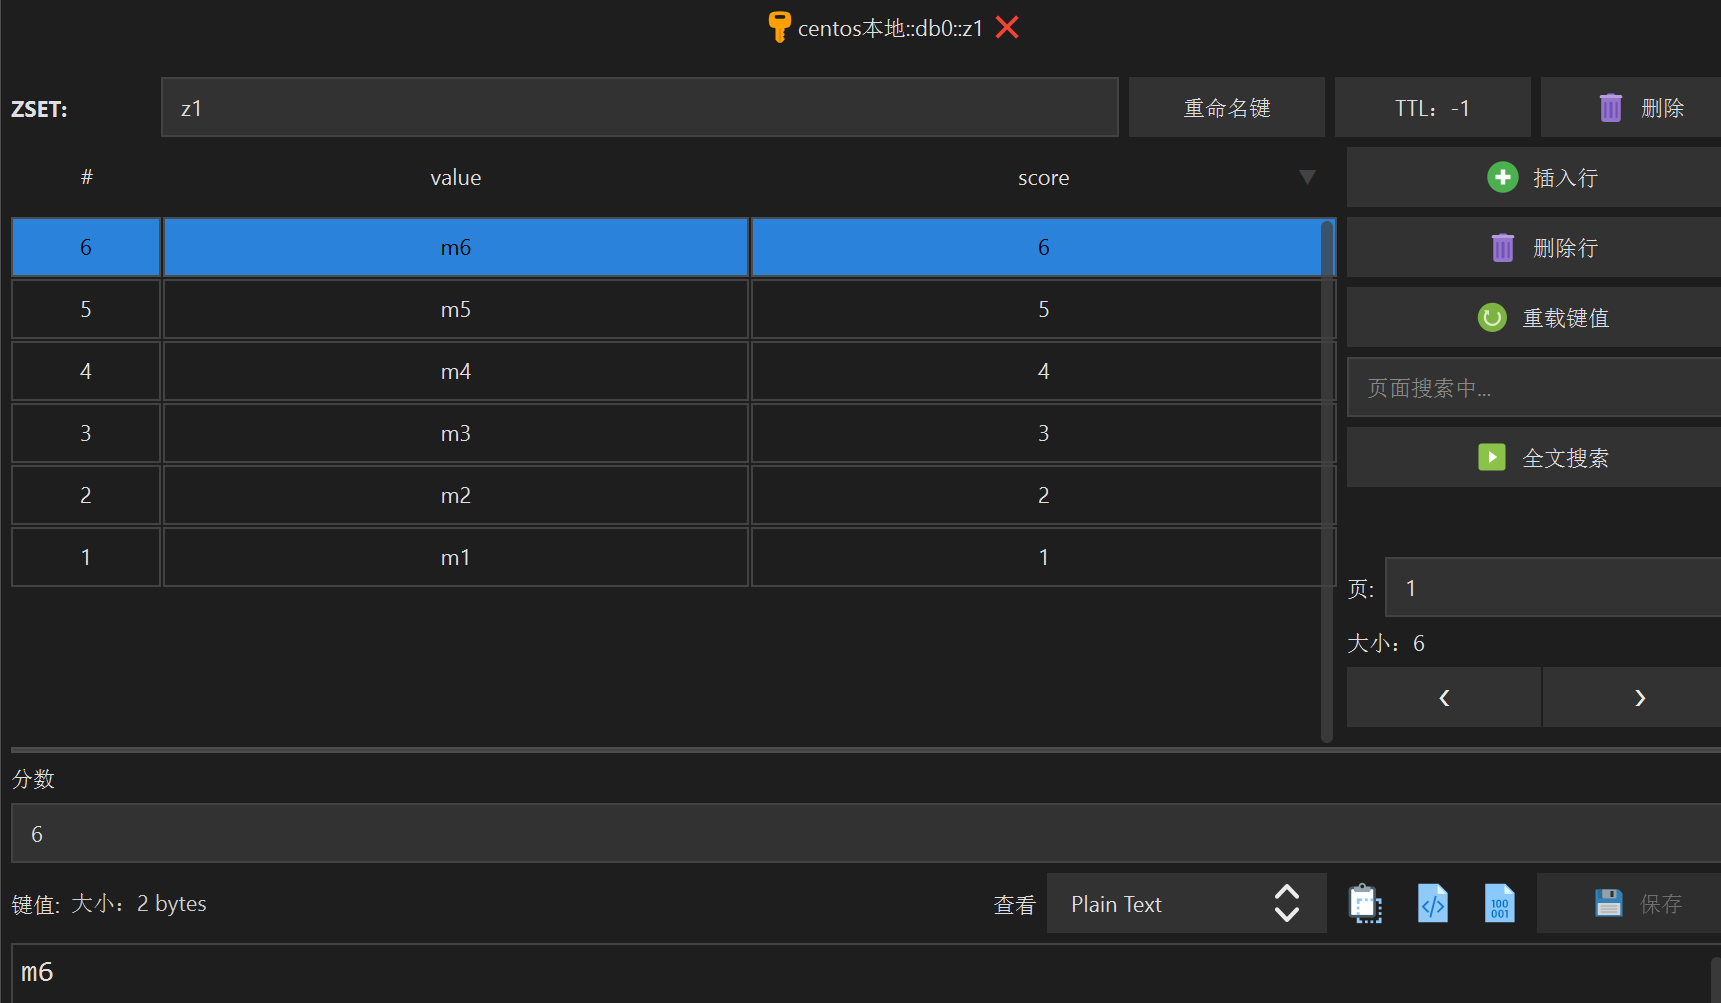 centos本地::db0::z1
ZSET: z1 重命名键 TTL：-1 删除
# value score 插入行
6 m6 6 删除行
5 m5 5 重载键值
4 m4 4 页面搜索中...
3 m3 3 全文搜索
2 m2 2
1 m1 1
页: 1
大小：6
分数
6
键值: 大小：2 bytes 查看 Plain Text 保存
m6